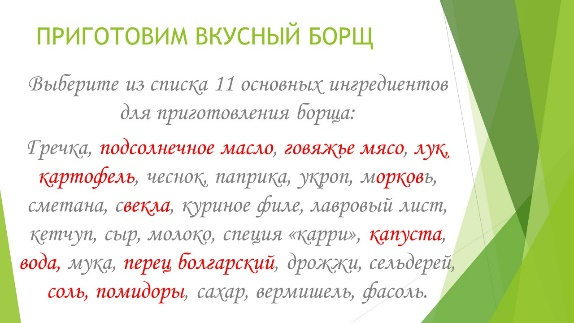 ПРИГОТОВИМ ВКУСНЫЙ БОРЩ
Выберите из списка 11 основных ингредиентов
для приготовления борща:
Гречка, подсолнечное масло, говяжье мясо, лук,
картофель, чеснок, паприка, укроп, морковь,
сметана, свекла, куриное филе, лавровый лист,
кетчуп, сыр, молоко, специя «карри», капуста,
вода, мука, перец болгарский, дрожжи, сельдерей,
соль, помидоры, сахар, вермишель, фасоль.